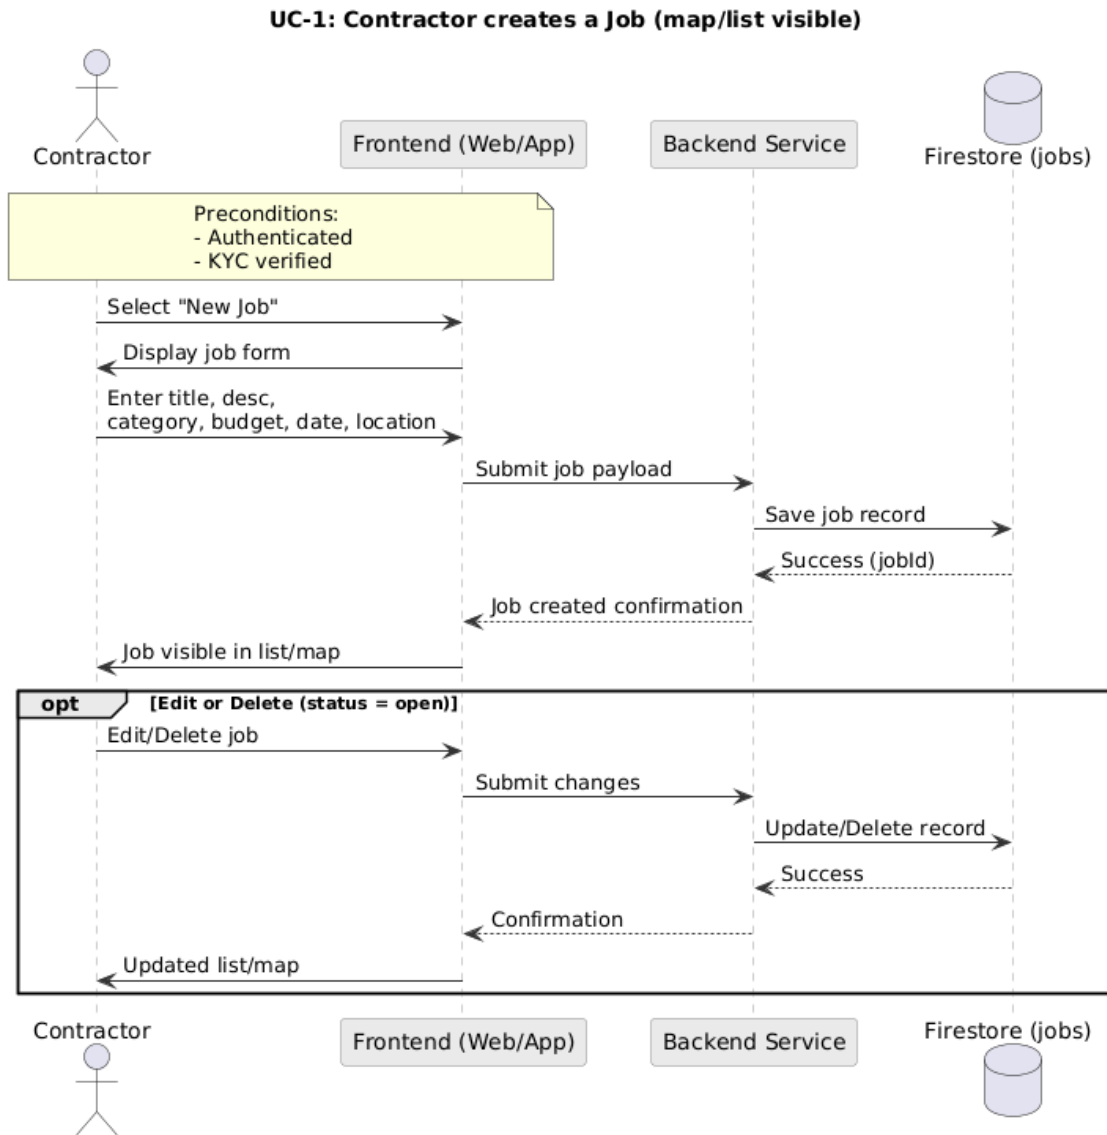 UC-1: Contractor creates a Job (map/list visible)
Contractor
Frontend (Web/App)
Backend Service
Firestore (jobs)
Preconditions:
- Authenticated
- KYC verified
Select "New Job"
Display job form
Enter title, desc,
category, budget, date, location
Submit job payload
Save job record
Success (jobId)
Job created confirmation
Job visible in list/map
opt
[Edit or Delete (status = open)]
Edit/Delete job
Submit changes
Update/Delete record
Success
Confirmation
Updated list/map
Contractor
Frontend (Web/App)
Backend Service
Firestore (jobs)